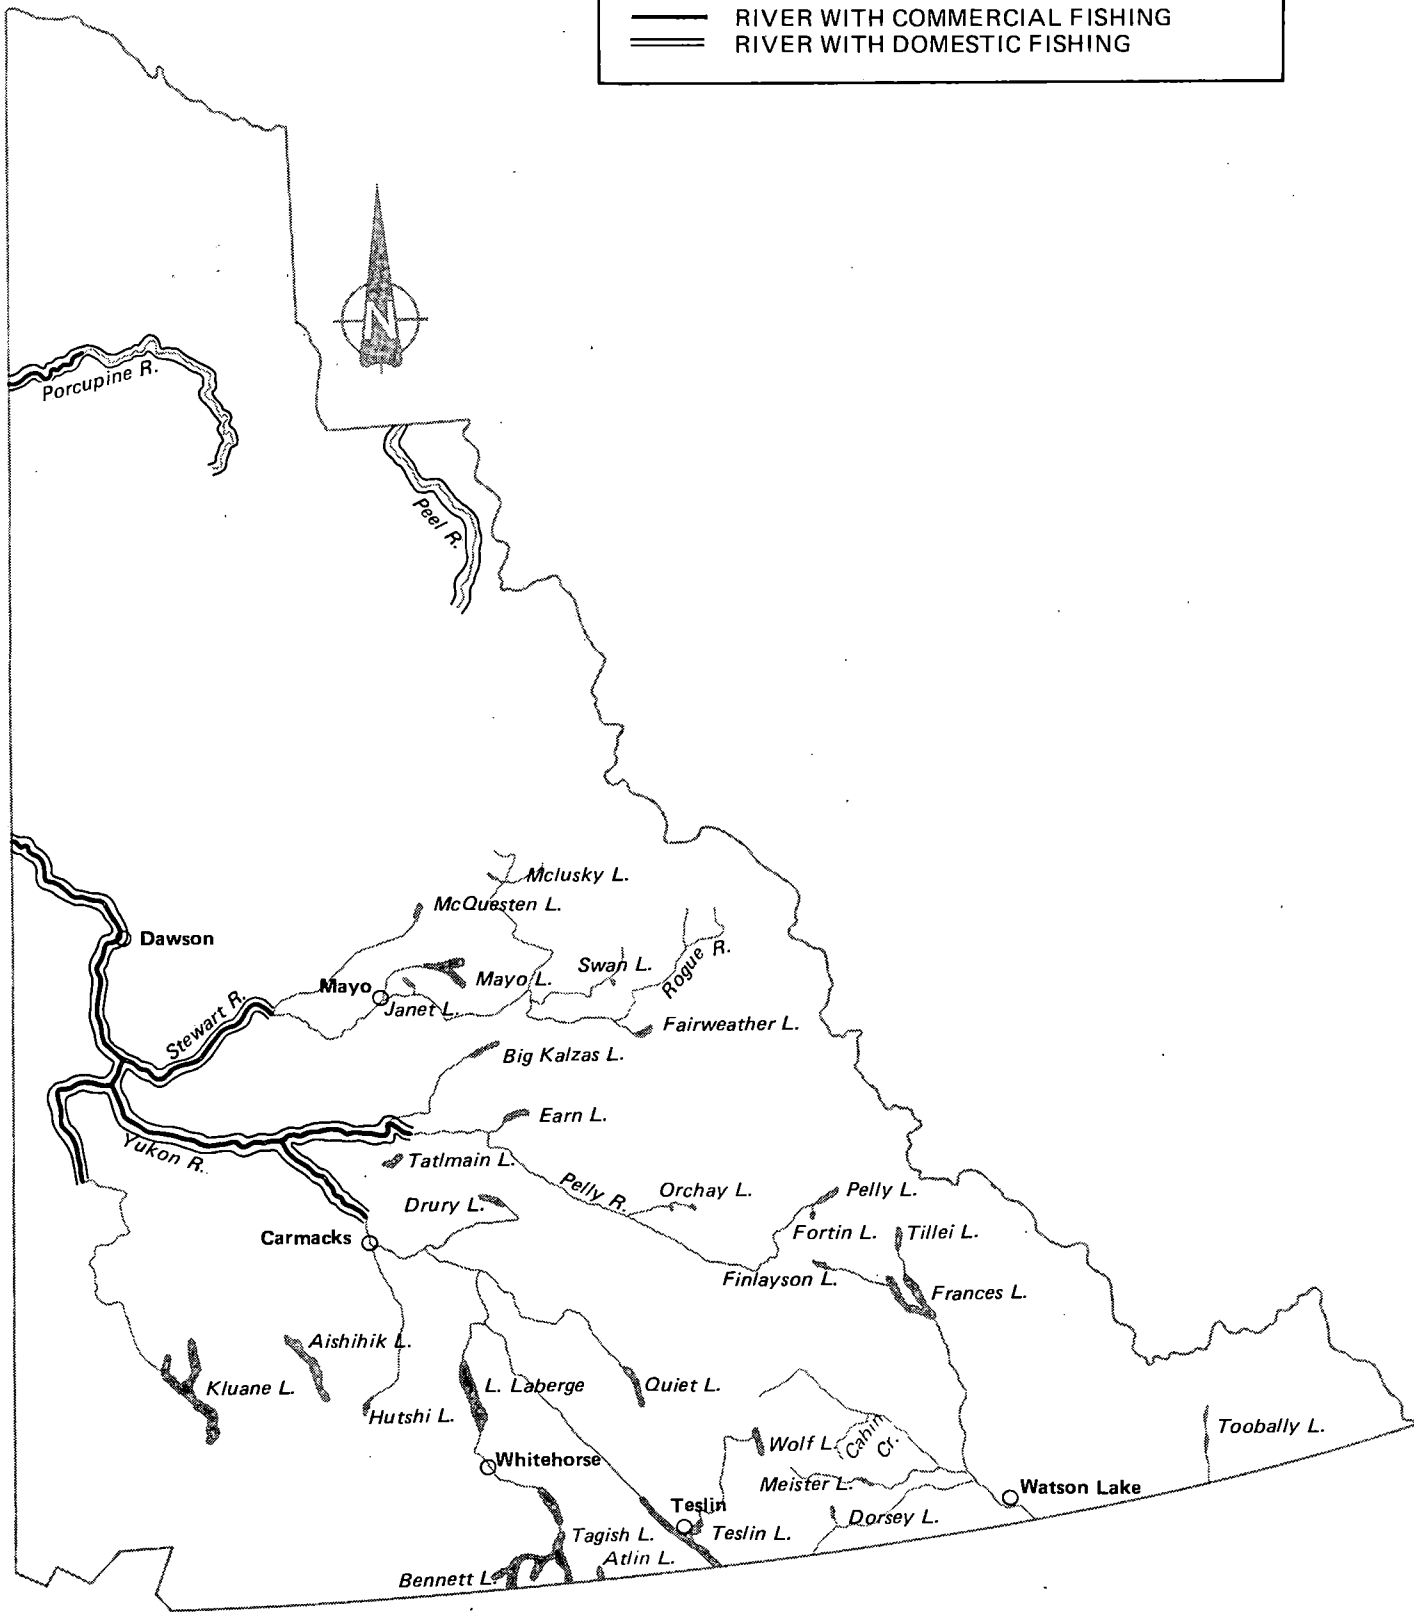 RIVER WITH COMMERCIAL FISHING
RIVER WITH DOMESTIC FISHING
N
Porcupine R.
Peel R.
Mclusky L.
McQuesten L.
Dawson
Swan L.
Rogue R.
Mayo
Mayo L.
Janet L.
Stewart R.
Fairweather L.
Big Kalzas L.
Earn L.
Yukon R.
Tatlmain L.
Pelly R.
Orchay L.
Pelly L.
Drury L.
Fortin L.
Tillei L.
Carmacks
Finlayson L.
Frances L.
Aishihik L.
Kluane L.
L. Laberge
Quiet L.
Hutshi L.
Toobally L.
Wolf L.
Cabin
Cr.
Whitehorse
Meister L.
Watson Lake
Teslin
Dorsey L.
Tagish L.
Teslin L.
Atlin L.
Bennett L.